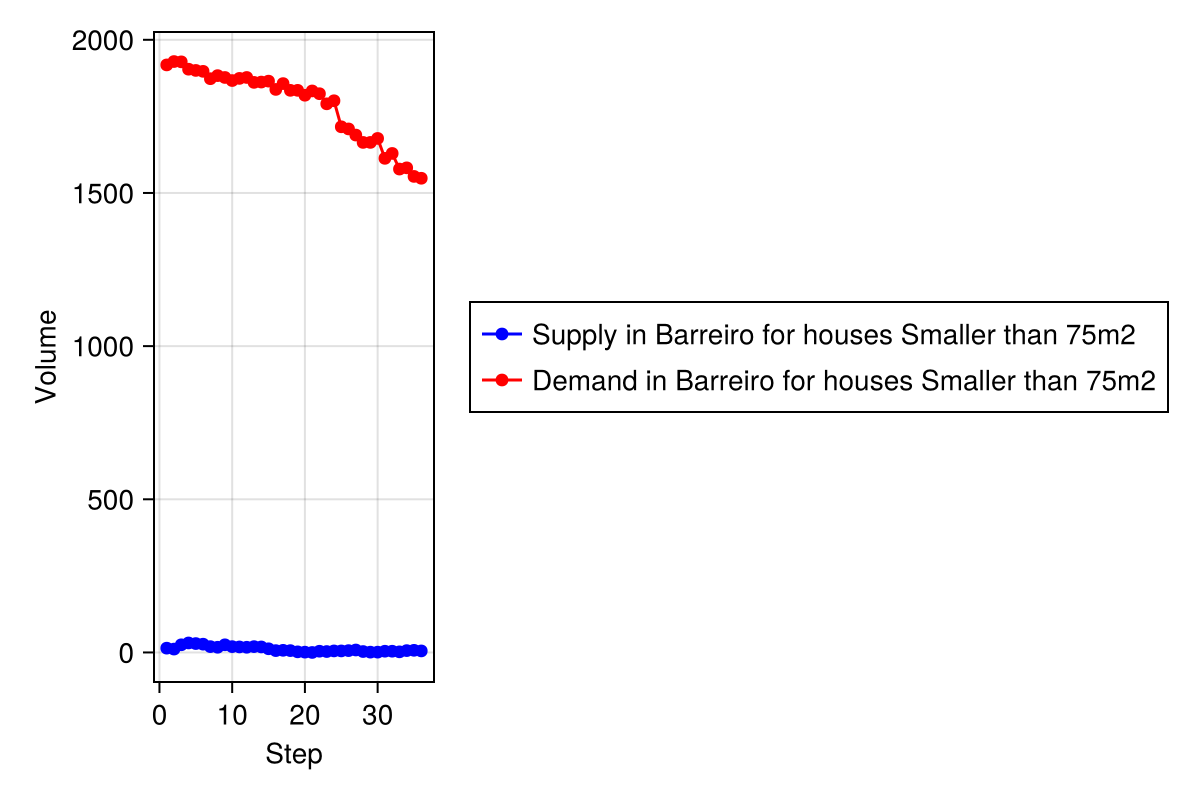 2000
1500
1000
500
0
Volume
0 10 20 30
Step
Supply in Barreiro for houses Smaller than 75m2
Demand in Barreiro for houses Smaller than 75m2